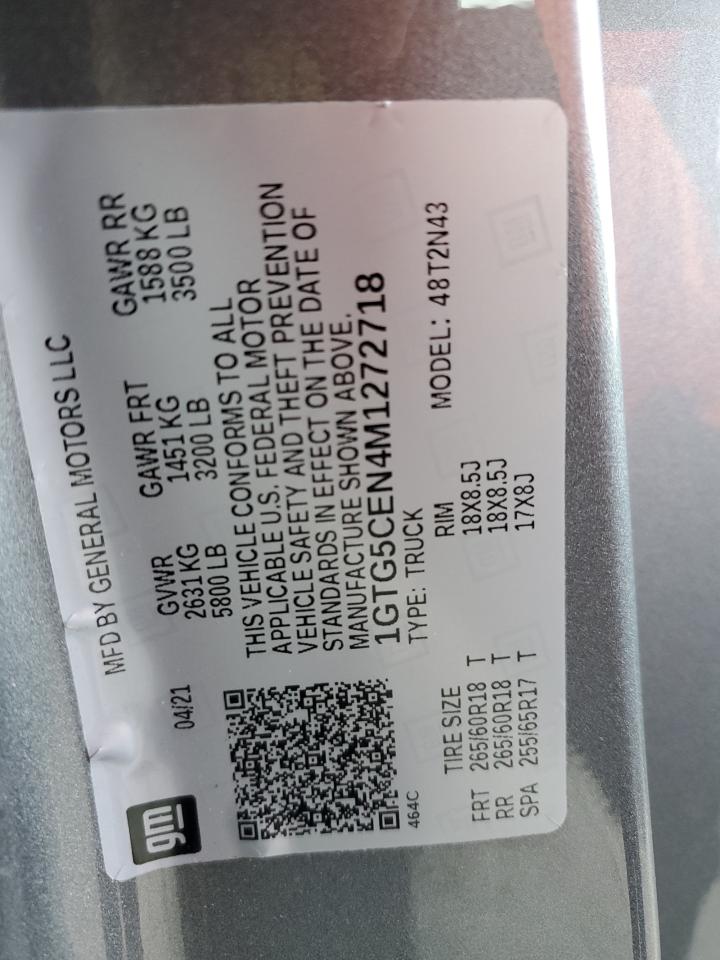 gm
MFD BY GENERAL MOTORS LLC
04/21
GVWR GAWR FRT GAWR RR
2631 KG 1451 KG 1588 KG
5800 LB 3200 LB 3500 LB
THIS VEHICLE CONFORMS TO ALL
APPLICABLE U.S. FEDERAL MOTOR
VEHICLE SAFETY AND THEFT PREVENTION
STANDARDS IN EFFECT ON THE DATE OF
MANUFACTURE SHOWN ABOVE.
1GTG5CEN4M1272718
464C
TYPE: TRUCK MODEL: 48T2N43
TIRE SIZE RIM
FRT 265/60R18 T 18X8.5J
RR 265/60R18 T 18X8.5J
SPA 255/65R17 T 17X8J